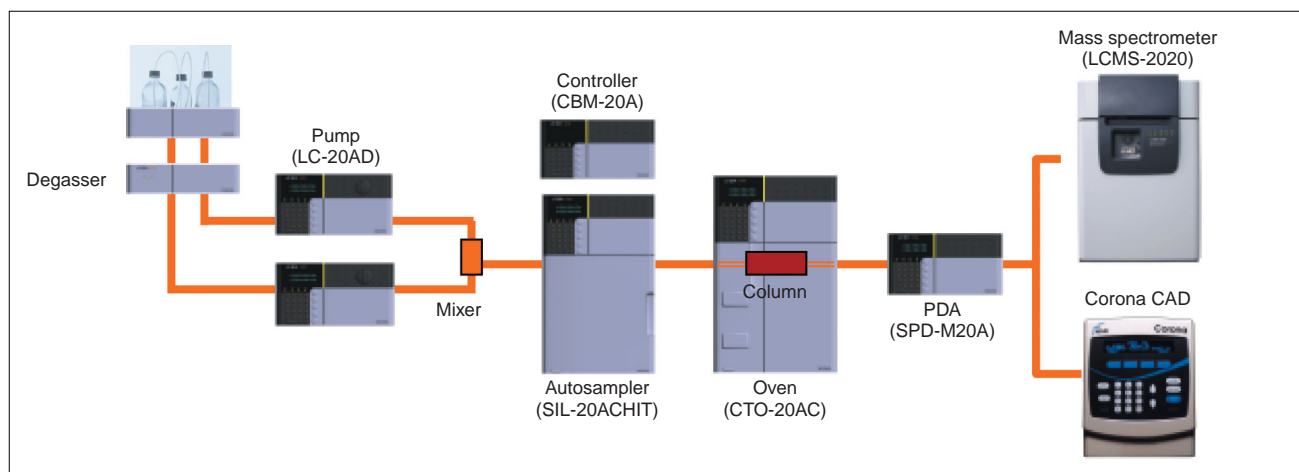 Mass spectrometer
(LCMS-2020)
Controller
(CBM-20A)
Pump
(LC-20AD)
Degasser
Mixer
Column
Corona CAD
PDA
(SPD-M20A)
Corona
Autosampler
(SIL-20ACHIT)
Oven
(CTO-20AC)